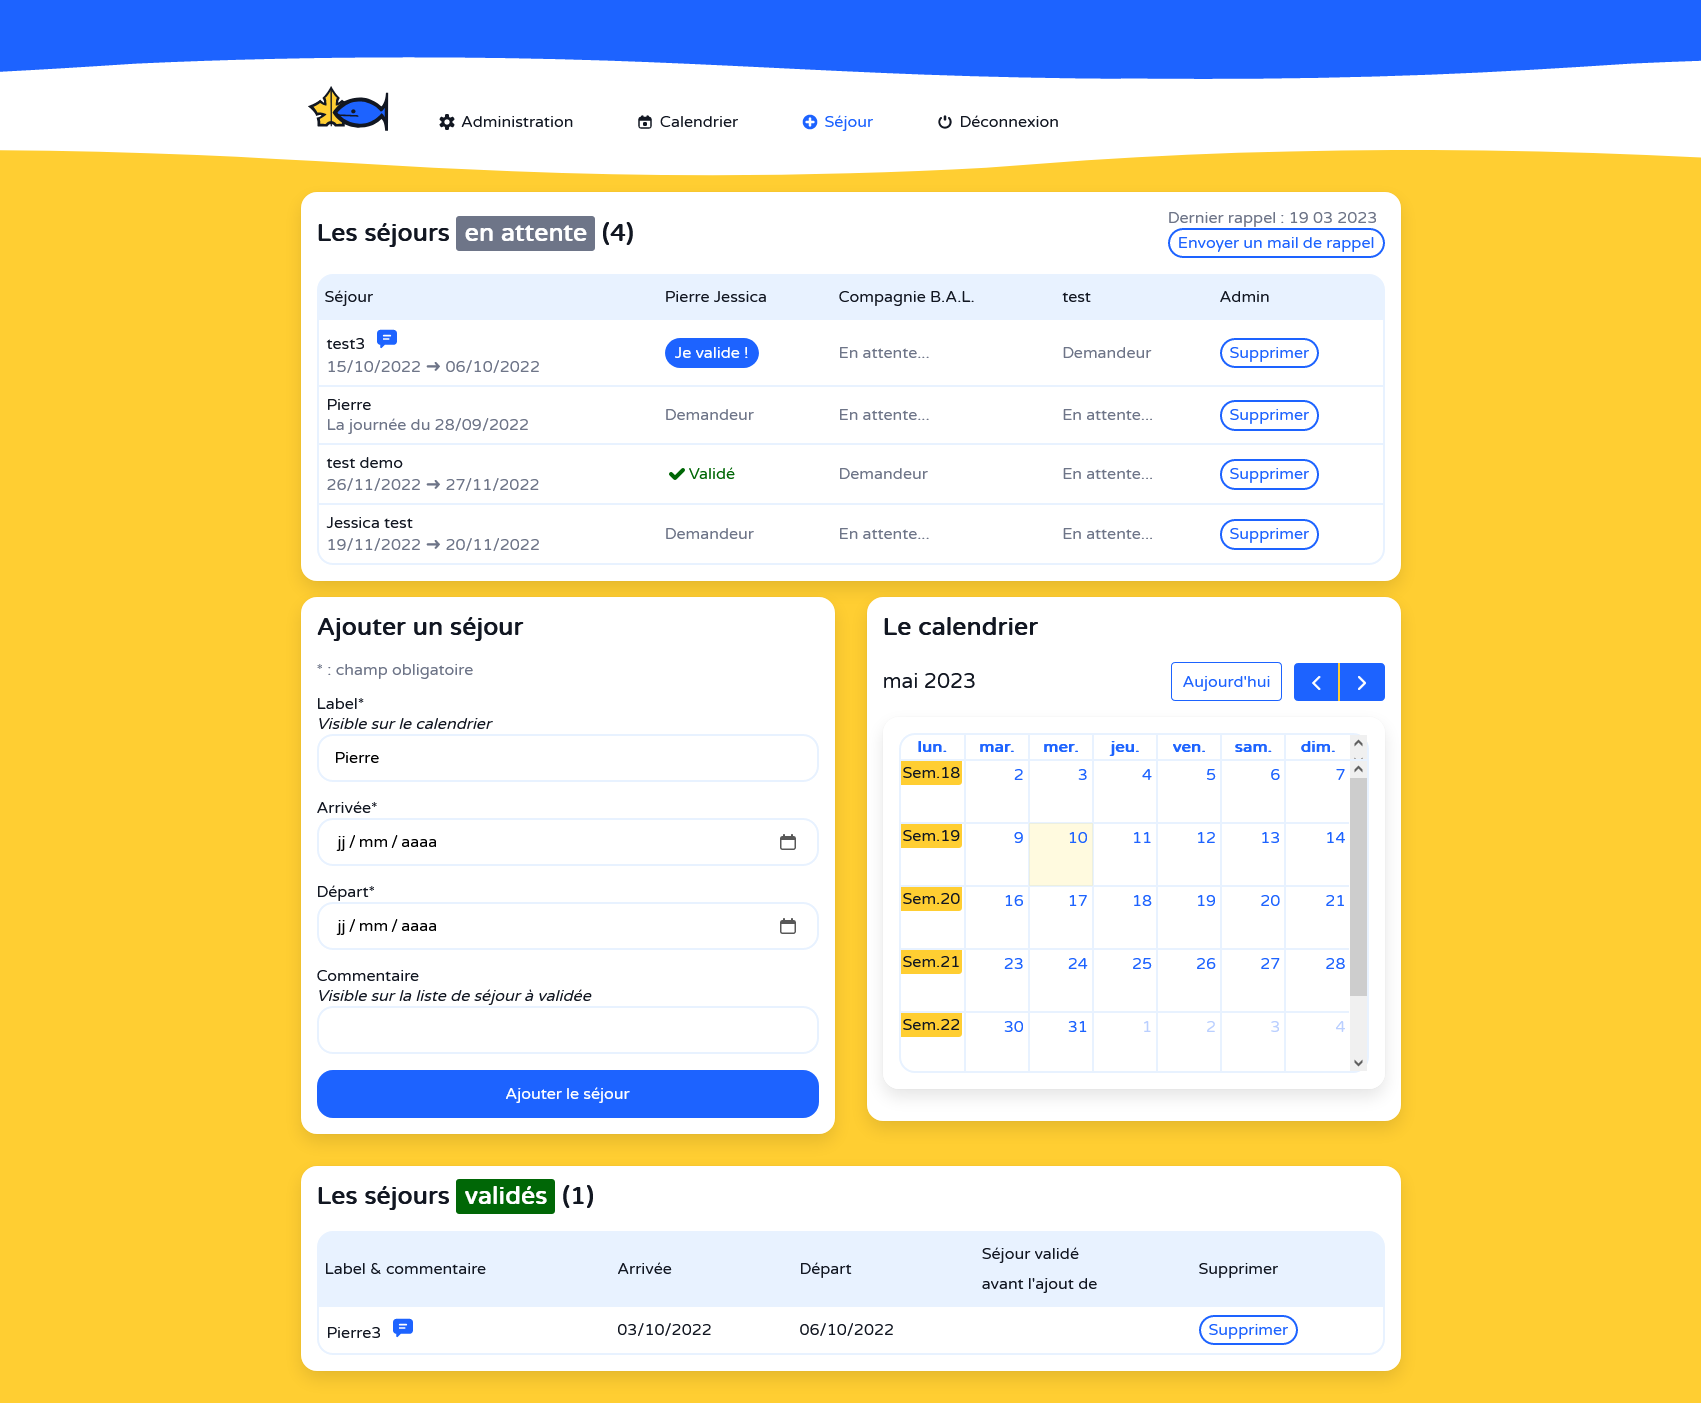 Administration Calendrier Séjour Déconnexion
Les séjours en attente (4)
Dernier rappel : 19 03 2023
Envoyer un mail de rappel
Séjour Pierre Jessica Compagnie B.A.L. test Admin
test3
15/10/2022 ➜ 06/10/2022 Je valide ! En attente... Demandeur Supprimer
Pierre
La journée du 28/09/2022 Demandeur En attente... En attente... Supprimer
test demo
26/11/2022 ➜ 27/11/2022 Validé Demandeur En attente... Supprimer
Jessica test
19/11/2022 ➜ 20/11/2022 Demandeur En attente... En attente... Supprimer
Ajouter un séjour
* : champ obligatoire
Label*
Visible sur le calendrier
Pierre
Arrivée*
jj / mm / aaaa
Départ*
jj / mm / aaaa
Commentaire
Visible sur la liste de séjour à validée
Ajouter le séjour
Le calendrier
mai 2023 Aujourd'hui
lun. mar. mer. jeu. ven. sam. dim.
Sem.18 2 3 4 5 6 7
Sem.19 9 10 11 12 13 14
Sem.20 16 17 18 19 20 21
Sem.21 23 24 25 26 27 28
Sem.22 30 31 1 2 3 4
Les séjours validés (1)
Label & commentaire Arrivée Départ Séjour validé avant l'ajout de Supprimer
Pierre3 03/10/2022 06/10/2022 Supprimer